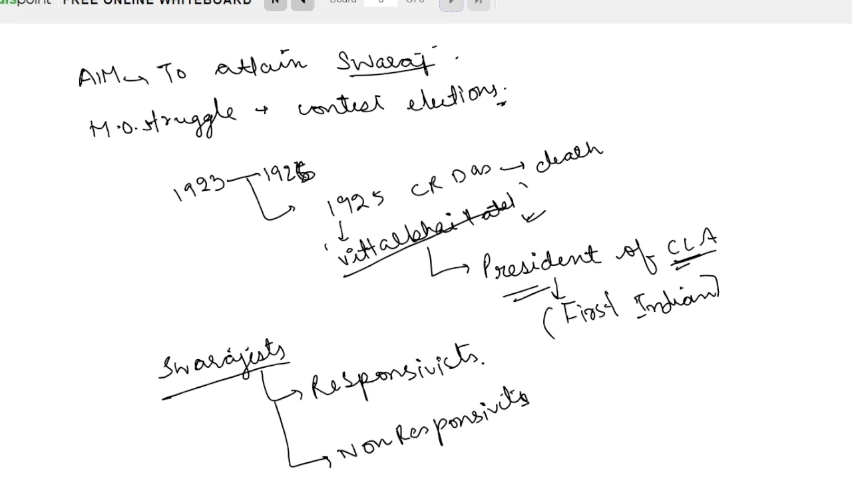 FREE ONLINE WHITEBOARD
AIM → To attain Swaraj.
M.O. struggle → contest elections.
1923 - 1926
1925 CR Das → death
Vittalbhai Patel
President of CLA
(First Indian)
Swarajists
Responsivists.
Non Responsivists